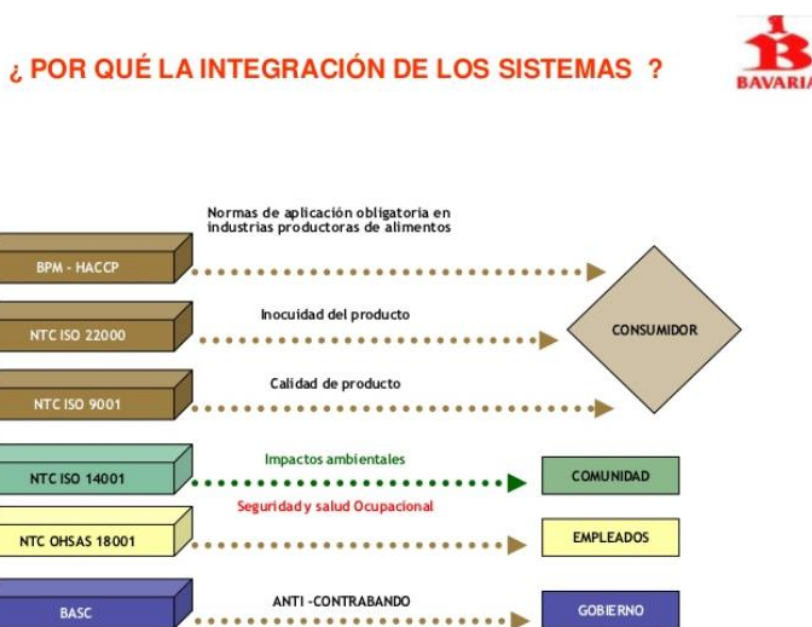 ¿ POR QUÉ LA INTEGRACIÓN DE LOS SISTEMAS ?
BAVARIA
Normas de aplicación obligatoria en
industrias productoras de alimentos
BPM - HACCP
Inocuidad del producto
NTC ISO 22000
CONSUMIDOR
Calidad de producto
NTC ISO 9001
Impactos ambientales
NTC ISO 14001
COMUNIDAD
Seguridad y salud Ocupacional
NTC OHSAS 18001
EMPLEADOS
ANTI -CONTRABANDO
BASC
GOBIERNO